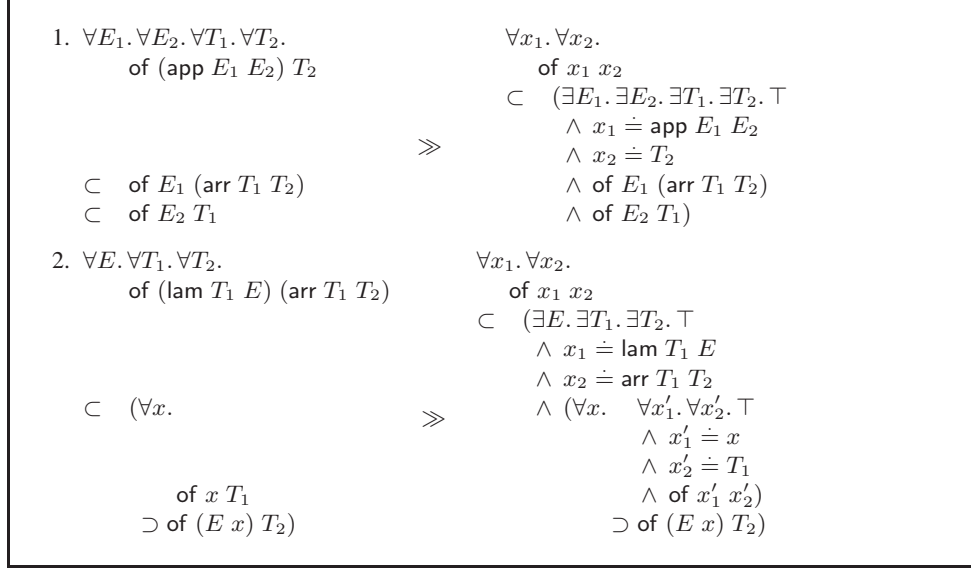 1. ∀E₁. ∀E₂. ∀T₁. ∀T₂. ∀x₁. ∀x₂.
of (app E₁ E₂) T₂ of x₁ x₂
⊂ (∃E₁. ∃E₂. ∃T₁. ∃T₂. ⊤
∧ x₁ ≐ app E₁ E₂
≫
∧ x₂ ≐ T₂
⊂ of E₁ (arr T₁ T₂) ∧ of E₁ (arr T₁ T₂)
⊂ of E₂ T₁ ∧ of E₂ T₁)
2. ∀E. ∀T₁. ∀T₂. ∀x₁. ∀x₂.
of (lam T₁ E) (arr T₁ T₂) of x₁ x₂
⊂ (∃E. ∃T₁. ∃T₂. ⊤
∧ x₁ ≐ lam T₁ E
∧ x₂ ≐ arr T₁ T₂
⊂ (∀x. ≫ ∧ (∀x. ∀x′₁. ∀x′₂. ⊤
∧ x′₁ ≐ x
∧ x′₂ ≐ T₁
of x T₁ ∧ of x′₁ x′₂)
⊃ of (E x) T₂) ⊃ of (E x) T₂)